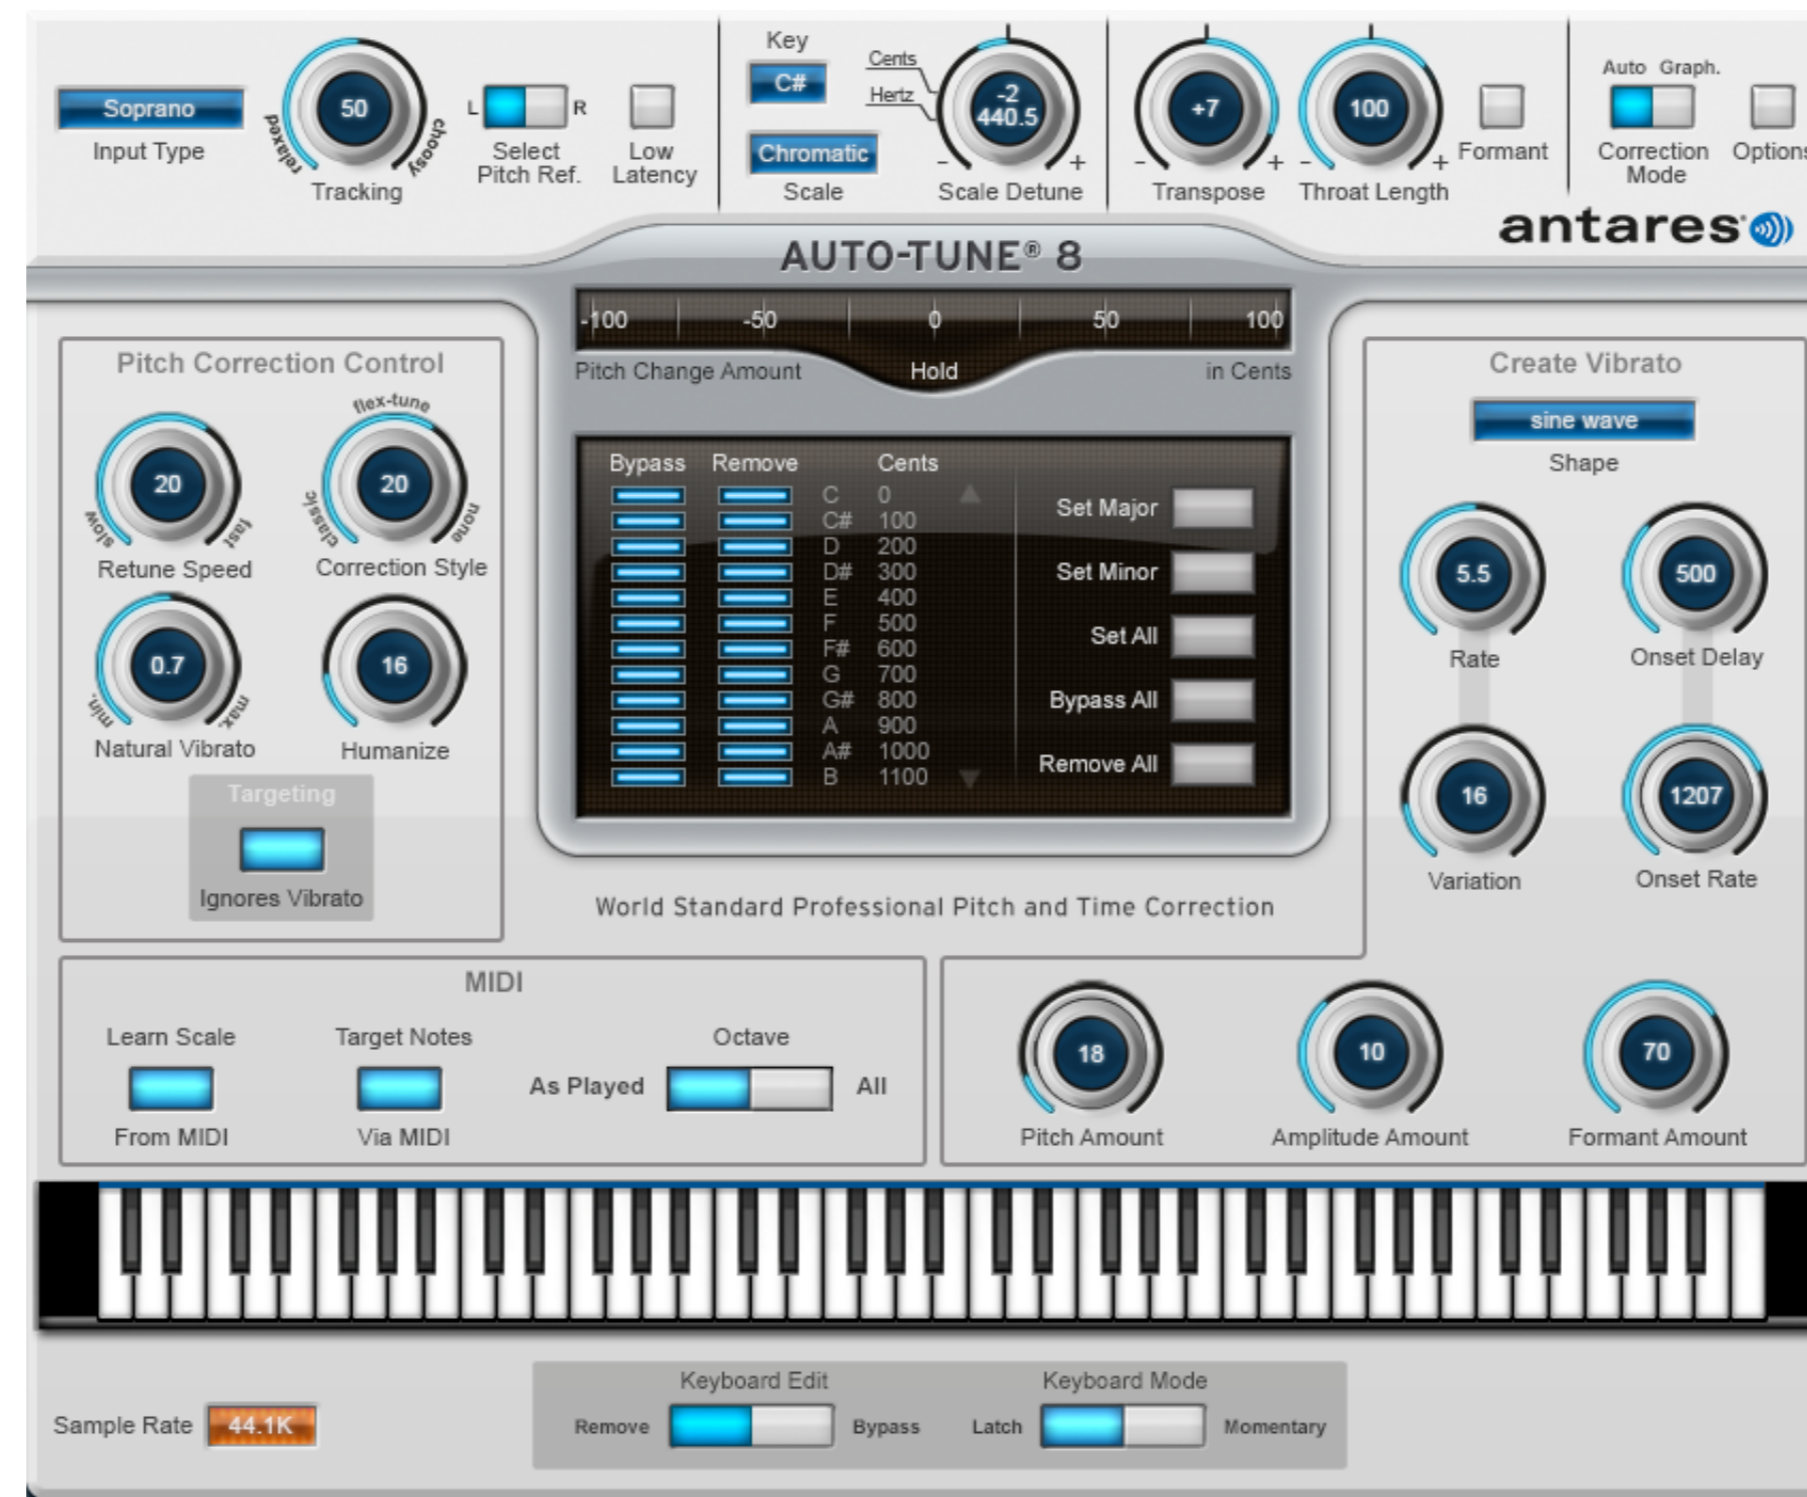 Soprano
Input Type
50
relaxed
choosy
Tracking
L
R
Select
Pitch Ref.
Low
Latency
Key
C#
Chromatic
Scale
Cents
Hertz
-2
440.5
-
+
Scale Detune
+7
-
+
Transpose
100
-
+
Throat Length
Formant
Auto Graph.
Correction
Mode
Options
antares
AUTO-TUNE® 8
-100
-50
0
50
100
Pitch Change Amount
Hold
in Cents
Pitch Correction Control
20
slow
fast
Retune Speed
flex-tune
20
classic
none
Correction Style
0.7
min.
max.
Natural Vibrato
16
Humanize
Targeting
Ignores Vibrato
Bypass Remove Cents
C 0
C# 100
D 200
D# 300
E 400
F 500
F# 600
G 700
G# 800
A 900
A# 1000
B 1100
Set Major
Set Minor
Set All
Bypass All
Remove All
World Standard Professional Pitch and Time Correction
Create Vibrato
sine wave
Shape
5.5
Rate
500
Onset Delay
16
Variation
1207
Onset Rate
MIDI
Learn Scale
From MIDI
Target Notes
Via MIDI
Octave
As Played
All
18
Pitch Amount
10
Amplitude Amount
70
Formant Amount
Sample Rate
44.1K
Keyboard Edit
Remove
Bypass
Keyboard Mode
Latch
Momentary